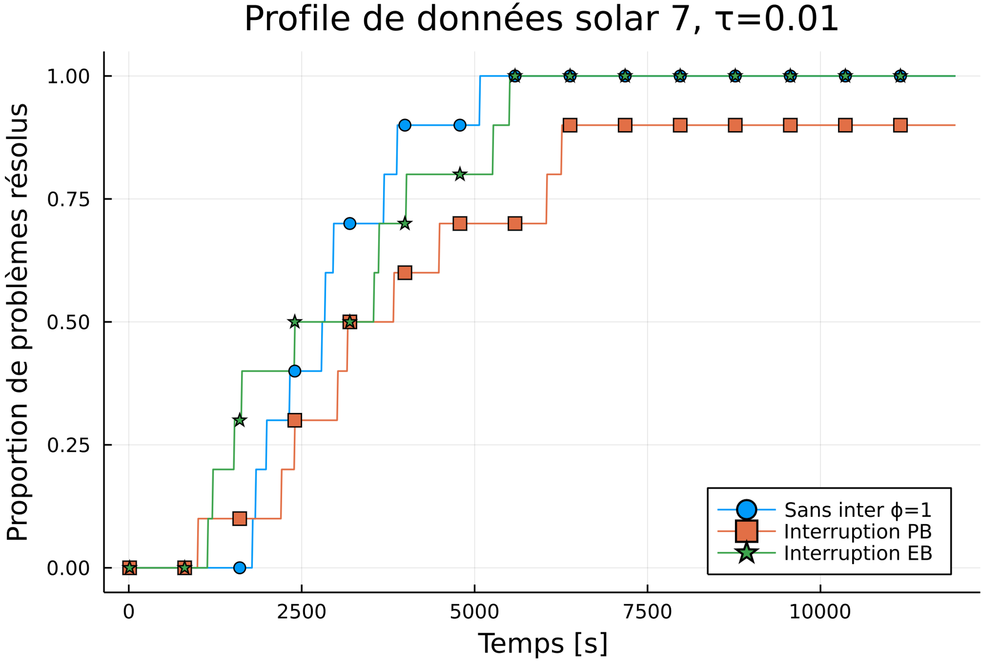 Profile de données solar 7, τ=0.01
Proportion de problèmes résolus
1.00
0.75
0.50
0.25
0.00
Sans inter ϕ=1
Interruption PB
Interruption EB
0 2500 5000 7500 10000
Temps [s]